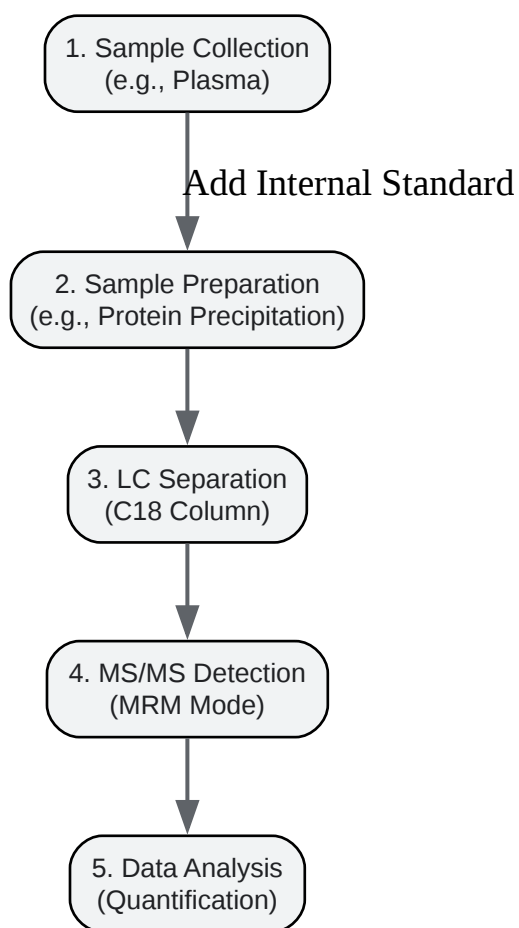 1. Sample Collection
(e.g., Plasma)
Add Internal Standard
2. Sample Preparation
(e.g., Protein Precipitation)
3. LC Separation
(C18 Column)
4. MS/MS Detection
(MRM Mode)
5. Data Analysis
(Quantification)